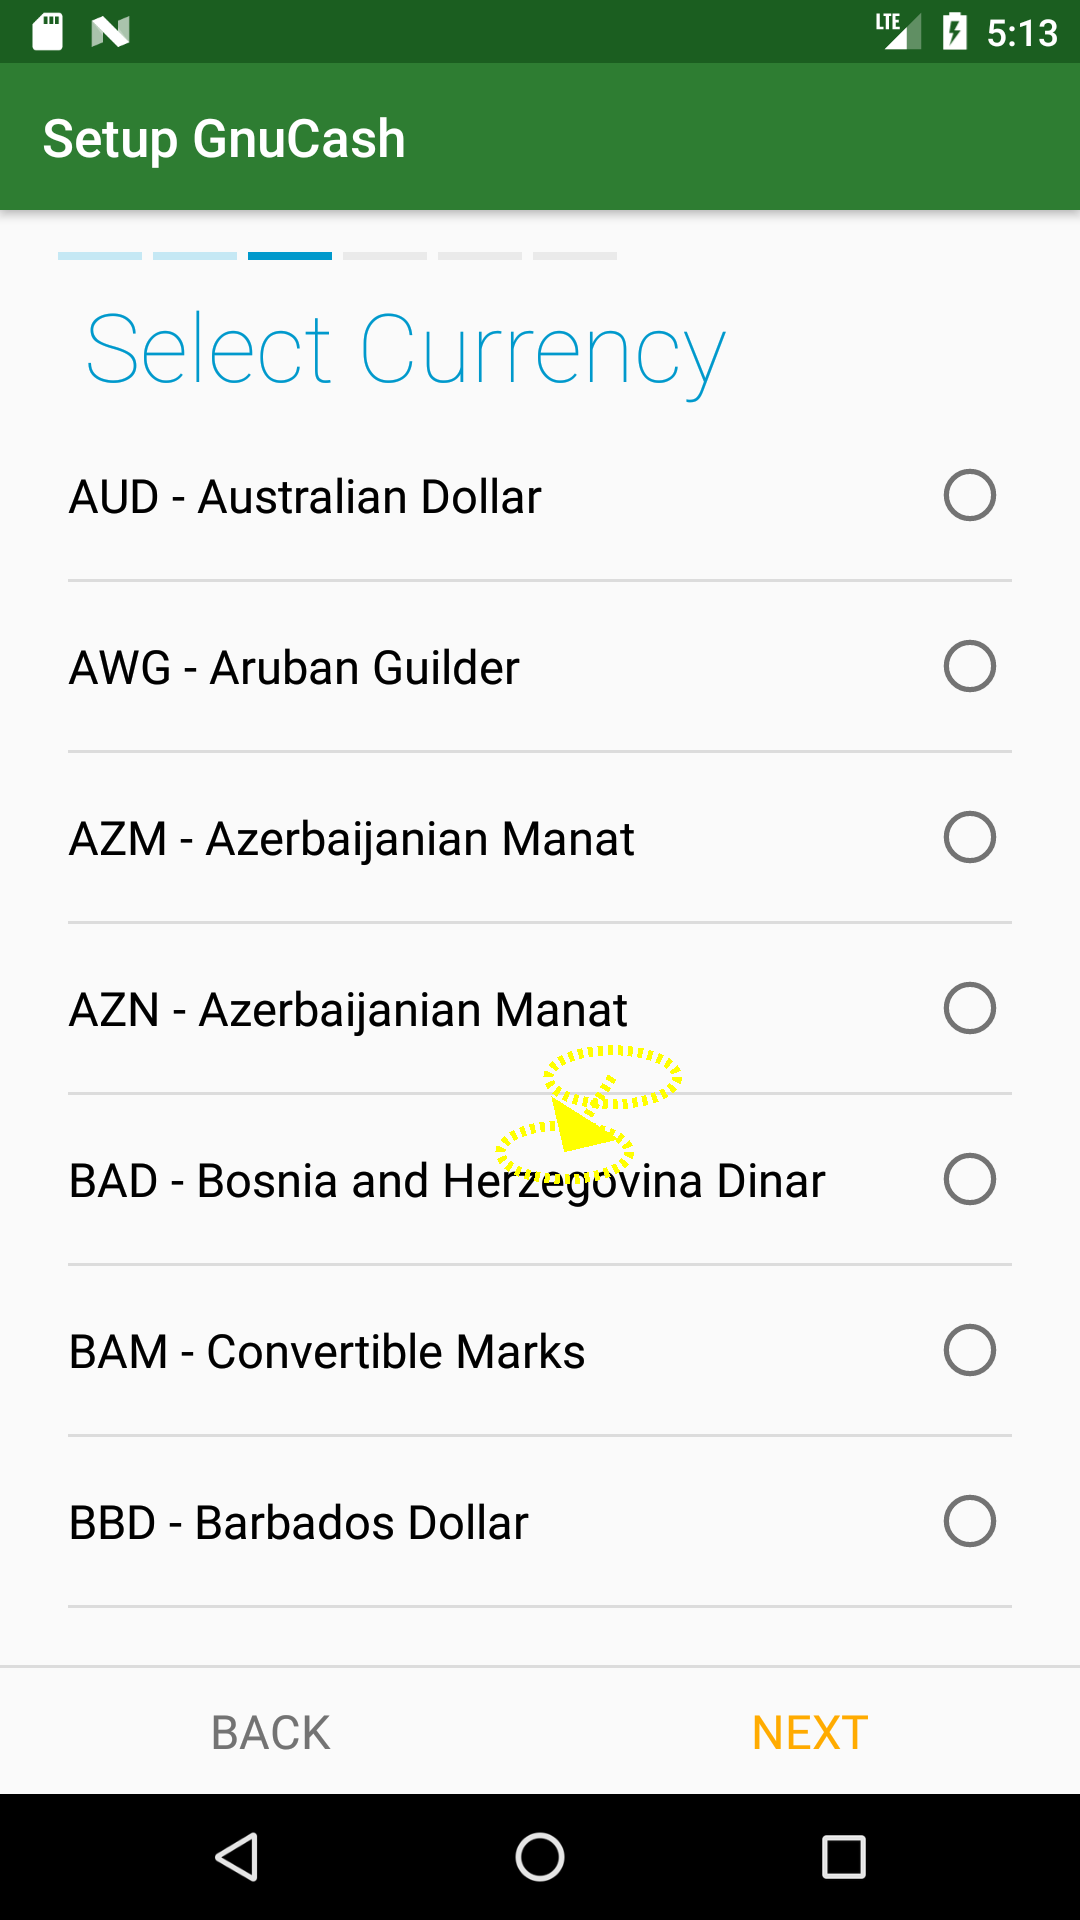 LTE 5:13
Setup GnuCash
Select Currency
AUD - Australian Dollar
AWG - Aruban Guilder
AZM - Azerbaijanian Manat
AZN - Azerbaijanian Manat
BAD - Bosnia and Herzegovina Dinar
BAM - Convertible Marks
BBD - Barbados Dollar
BACK NEXT